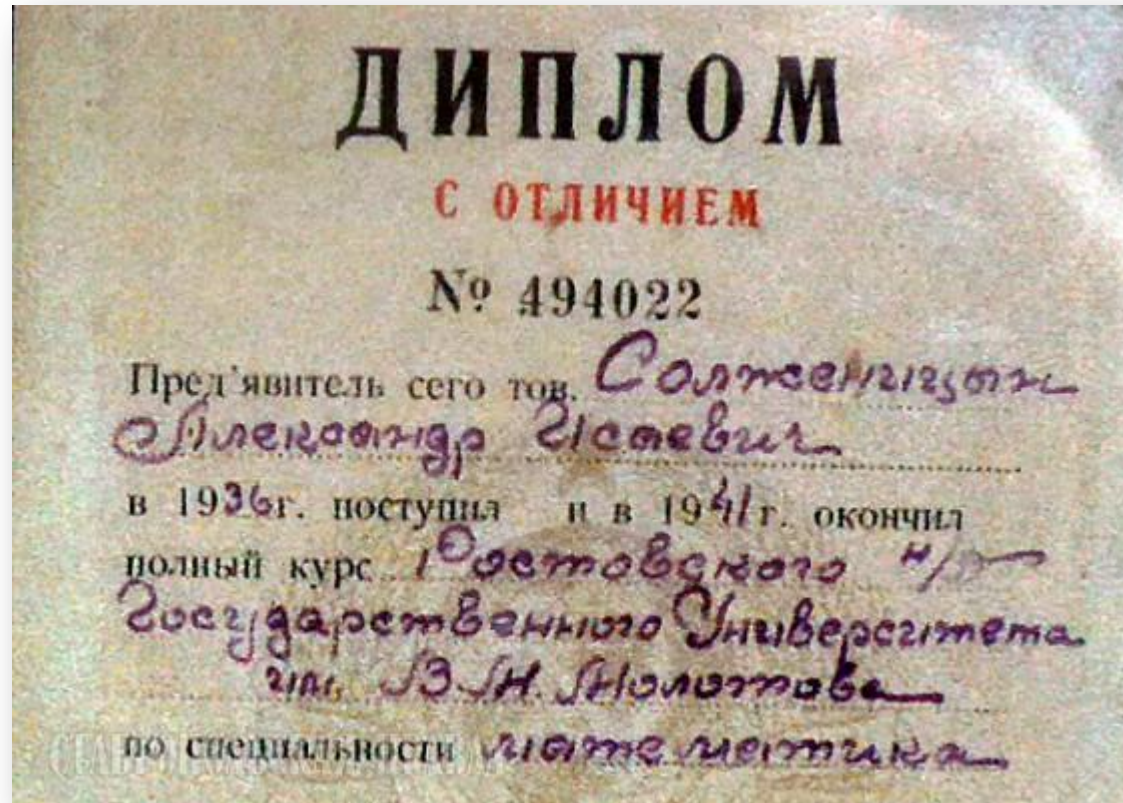 ДИПЛОМ
С ОТЛИЧИЕМ
№ 494022
Пред'явитель сего тов. Солженицын
Александр Исаевич
в 1936г. поступил и в 1941г. окончил
полный курс Ростовского н/Д
Государственного Университета
им. В. М. Молотова
по специальности математика